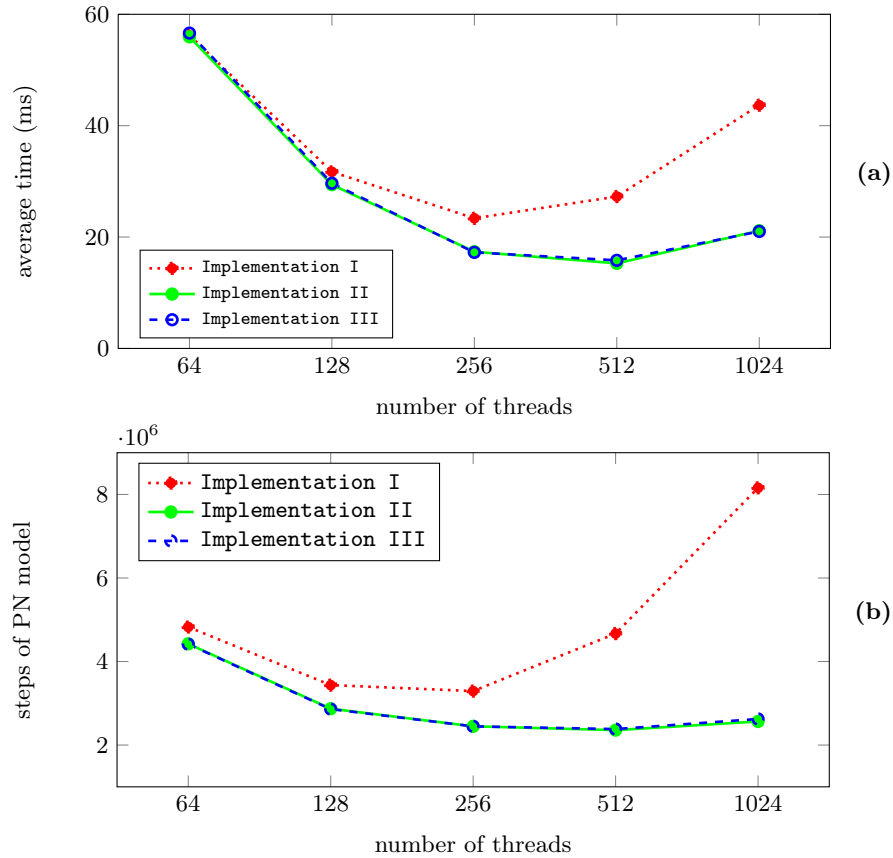 60
40
20
0
average time (ms)
Implementation I
Implementation II
Implementation III
64 128 256 512 1024
number of threads
(a)
·10⁶
8
6
4
2
steps of PN model
Implementation I
Implementation II
Implementation III
64 128 256 512 1024
number of threads
(b)